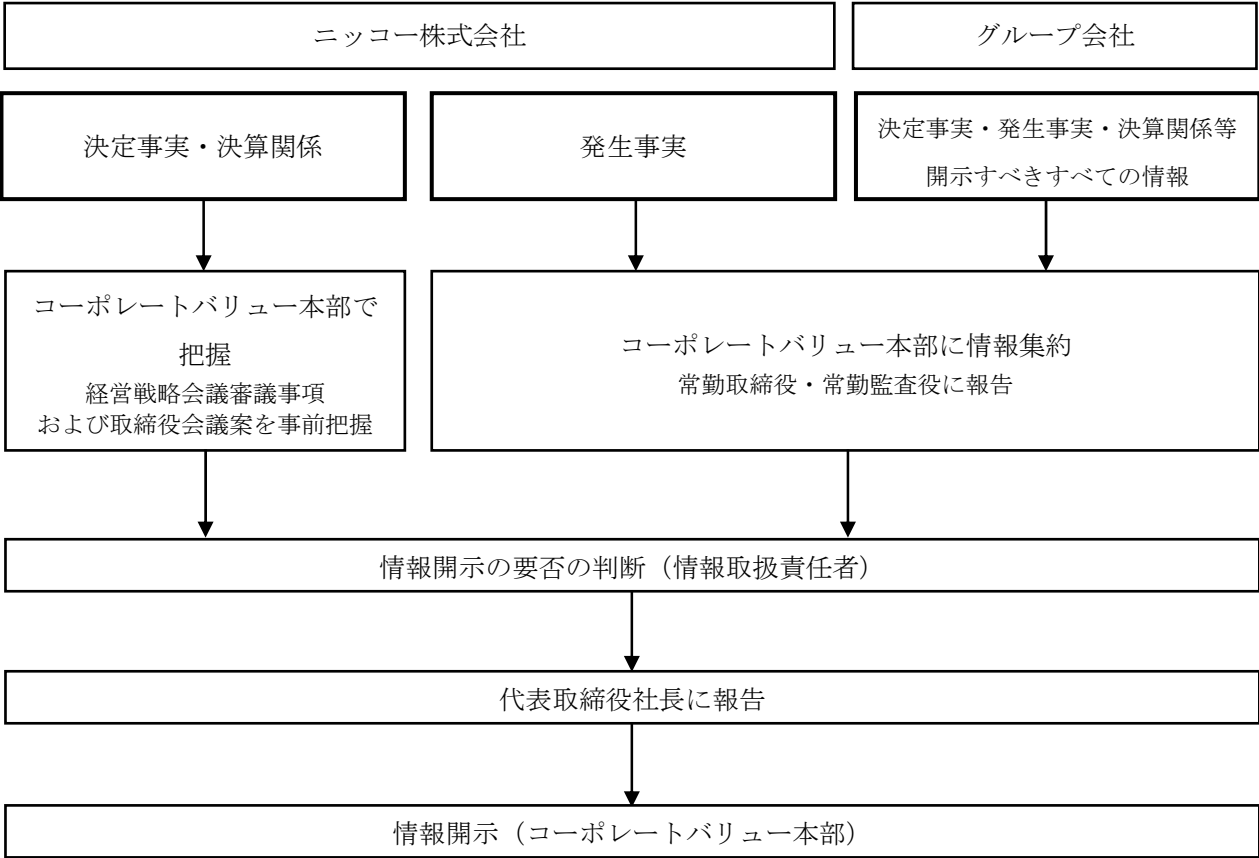 ニッコー株式会社
グループ会社
決定事実・決算関係
発生事実
決定事実・発生事実・決算関係等
開示すべきすべての情報
コーポレートバリュー本部で
把握
経営戦略会議審議事項
および取締役会議案を事前把握
コーポレートバリュー本部に情報集約
常勤取締役・常勤監査役に報告
情報開示の要否の判断（情報取扱責任者）
代表取締役社長に報告
情報開示（コーポレートバリュー本部）